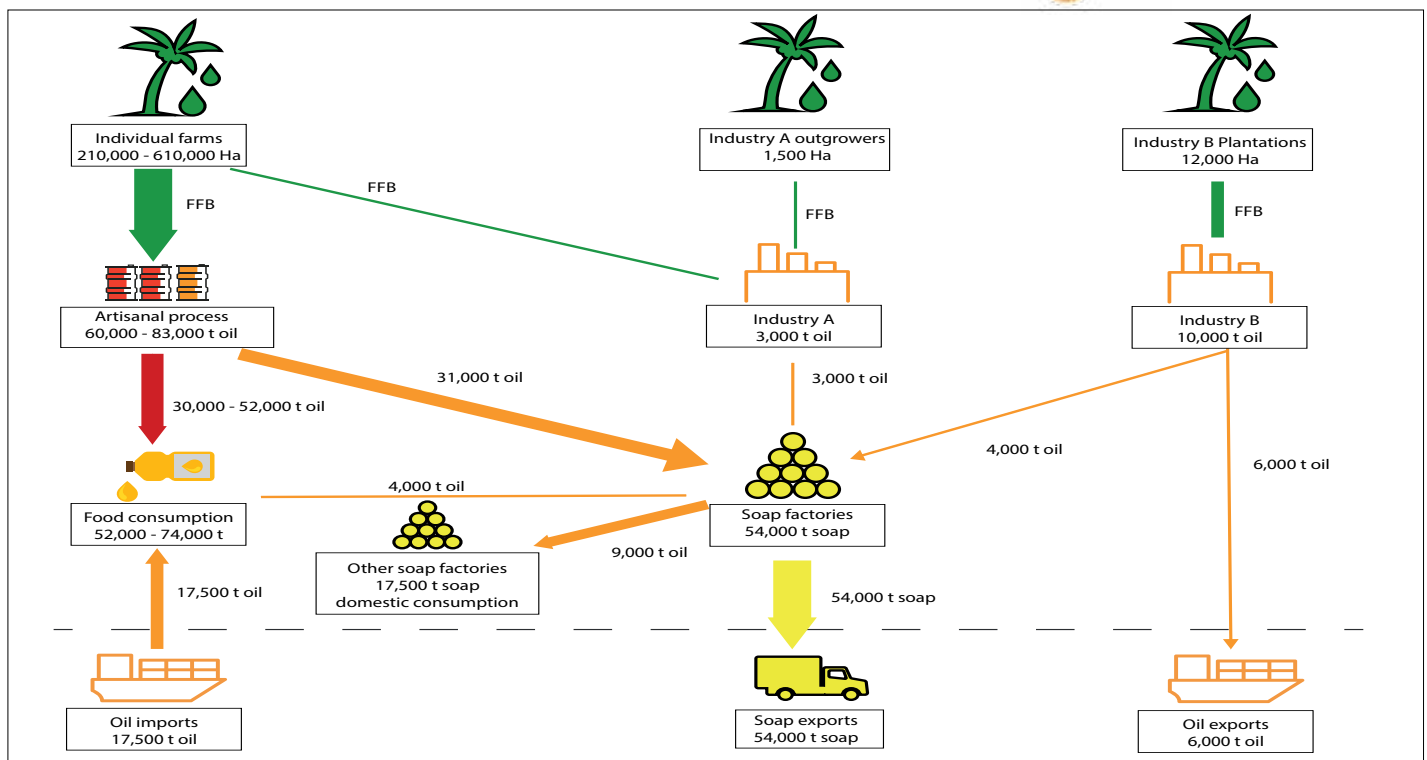 Individual farms
210,000 - 610,000 Ha
Industry A outgrowers
1,500 Ha
Industry B Plantations
12,000 Ha
FFB
FFB
FFB
FFB
Artisanal process
60,000 - 83,000 t oil
Industry A
3,000 t oil
Industry B
10,000 t oil
31,000 t oil
3,000 t oil
30,000 - 52,000 t oil
4,000 t oil
6,000 t oil
4,000 t oil
Food consumption
52,000 - 74,000 t
Soap factories
54,000 t soap
9,000 t oil
Other soap factories
17,500 t soap
domestic consumption
17,500 t oil
54,000 t soap
Oil imports
17,500 t oil
Soap exports
54,000 t soap
Oil exports
6,000 t oil